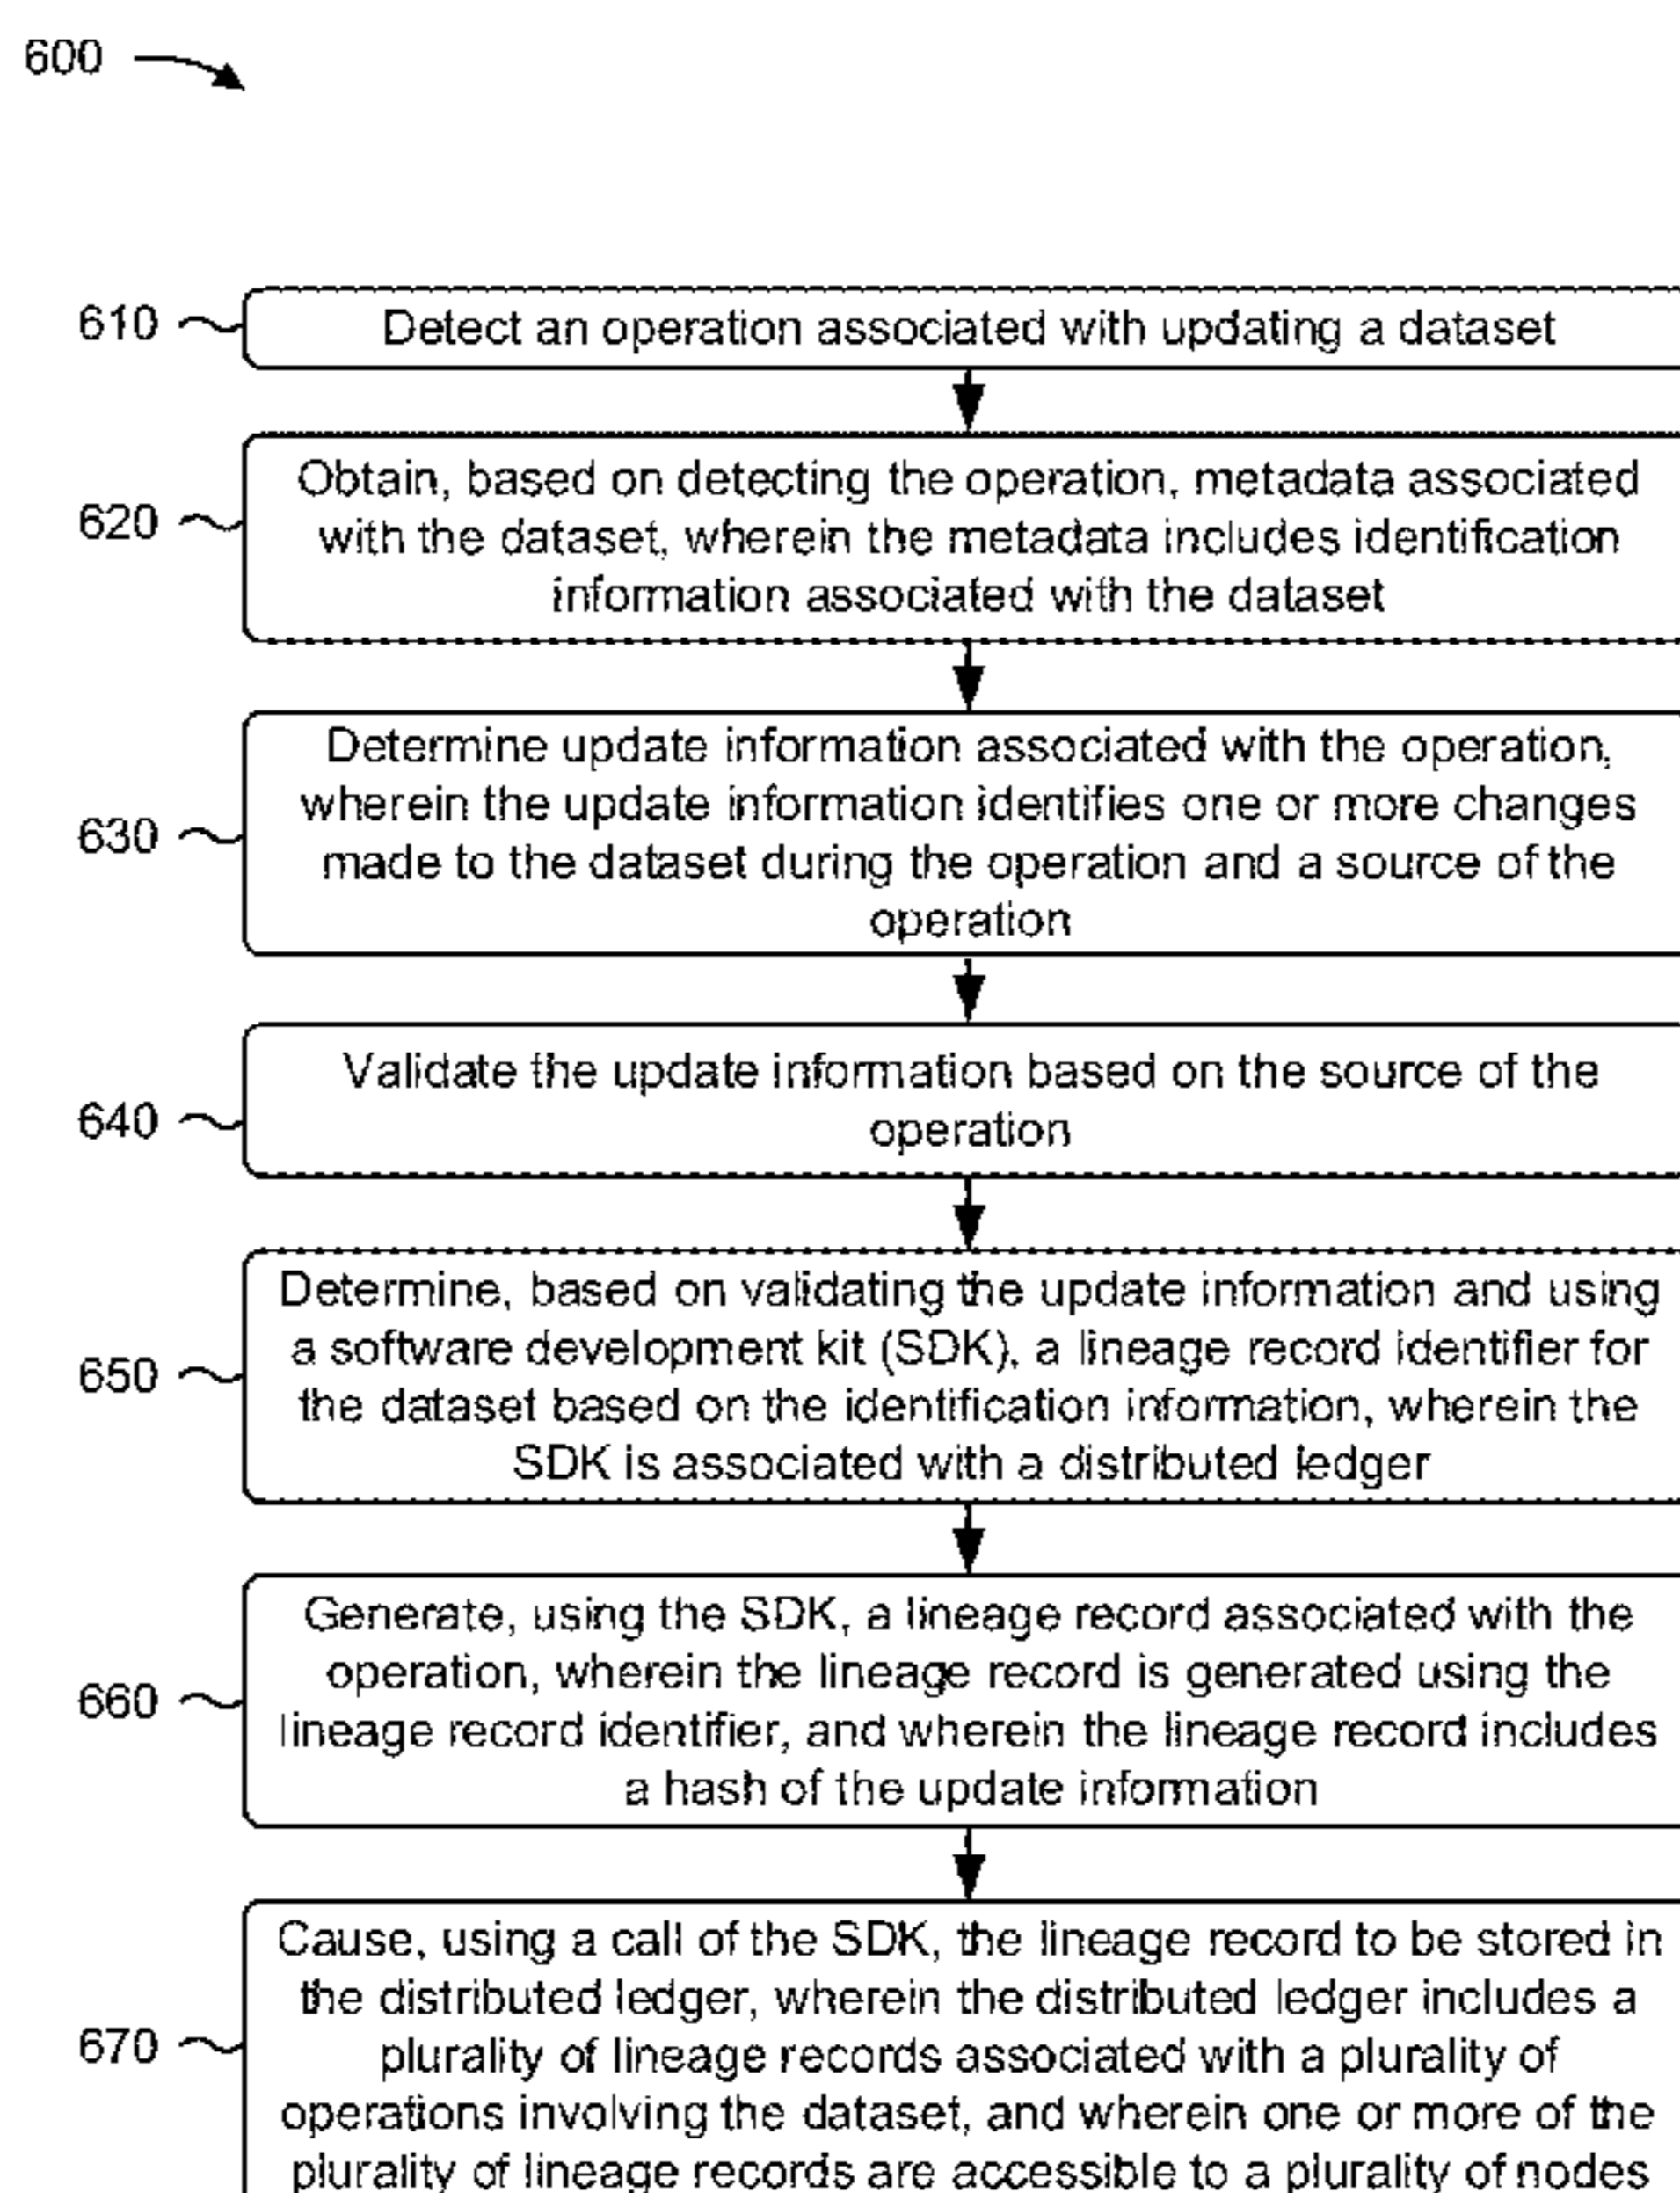 600
610
Detect an operation associated with updating a dataset
620
Obtain, based on detecting the operation, metadata associated
with the dataset, wherein the metadata includes identification
information associated with the dataset
630
Determine update information associated with the operation,
wherein the update information identifies one or more changes
made to the dataset during the operation and a source of the
operation
640
Validate the update information based on the source of the
operation
650
Determine, based on validating the update information and using
a software development kit (SDK), a lineage record identifier for
the dataset based on the identification information, wherein the
SDK is associated with a distributed ledger
660
Generate, using the SDK, a lineage record associated with the
operation, wherein the lineage record is generated using the
lineage record identifier, and wherein the lineage record includes
a hash of the update information
670
Cause, using a call of the SDK, the lineage record to be stored in
the distributed ledger, wherein the distributed ledger includes a
plurality of lineage records associated with a plurality of
operations involving the dataset, and wherein one or more of the
plurality of lineage records are accessible to a plurality of nodes